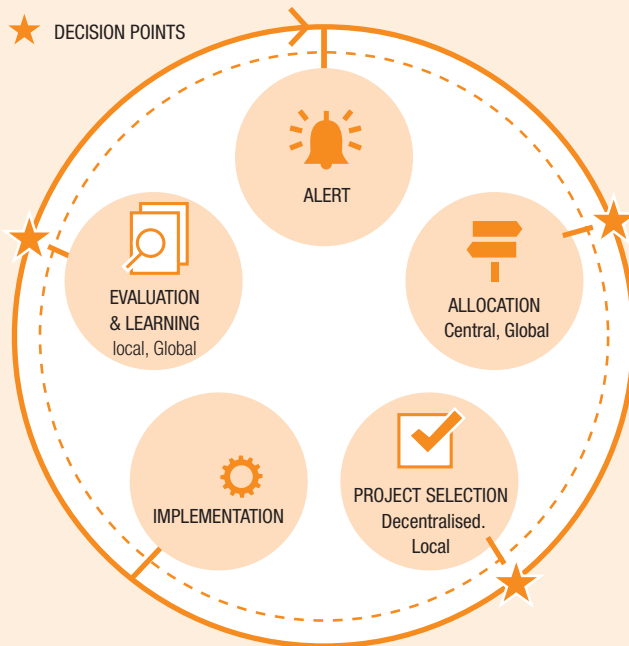 DECISION POINTS
ALERT
ALLOCATION
Central, Global
PROJECT SELECTION
Decentralised.
Local
IMPLEMENTATION
EVALUATION
& LEARNING
local, Global